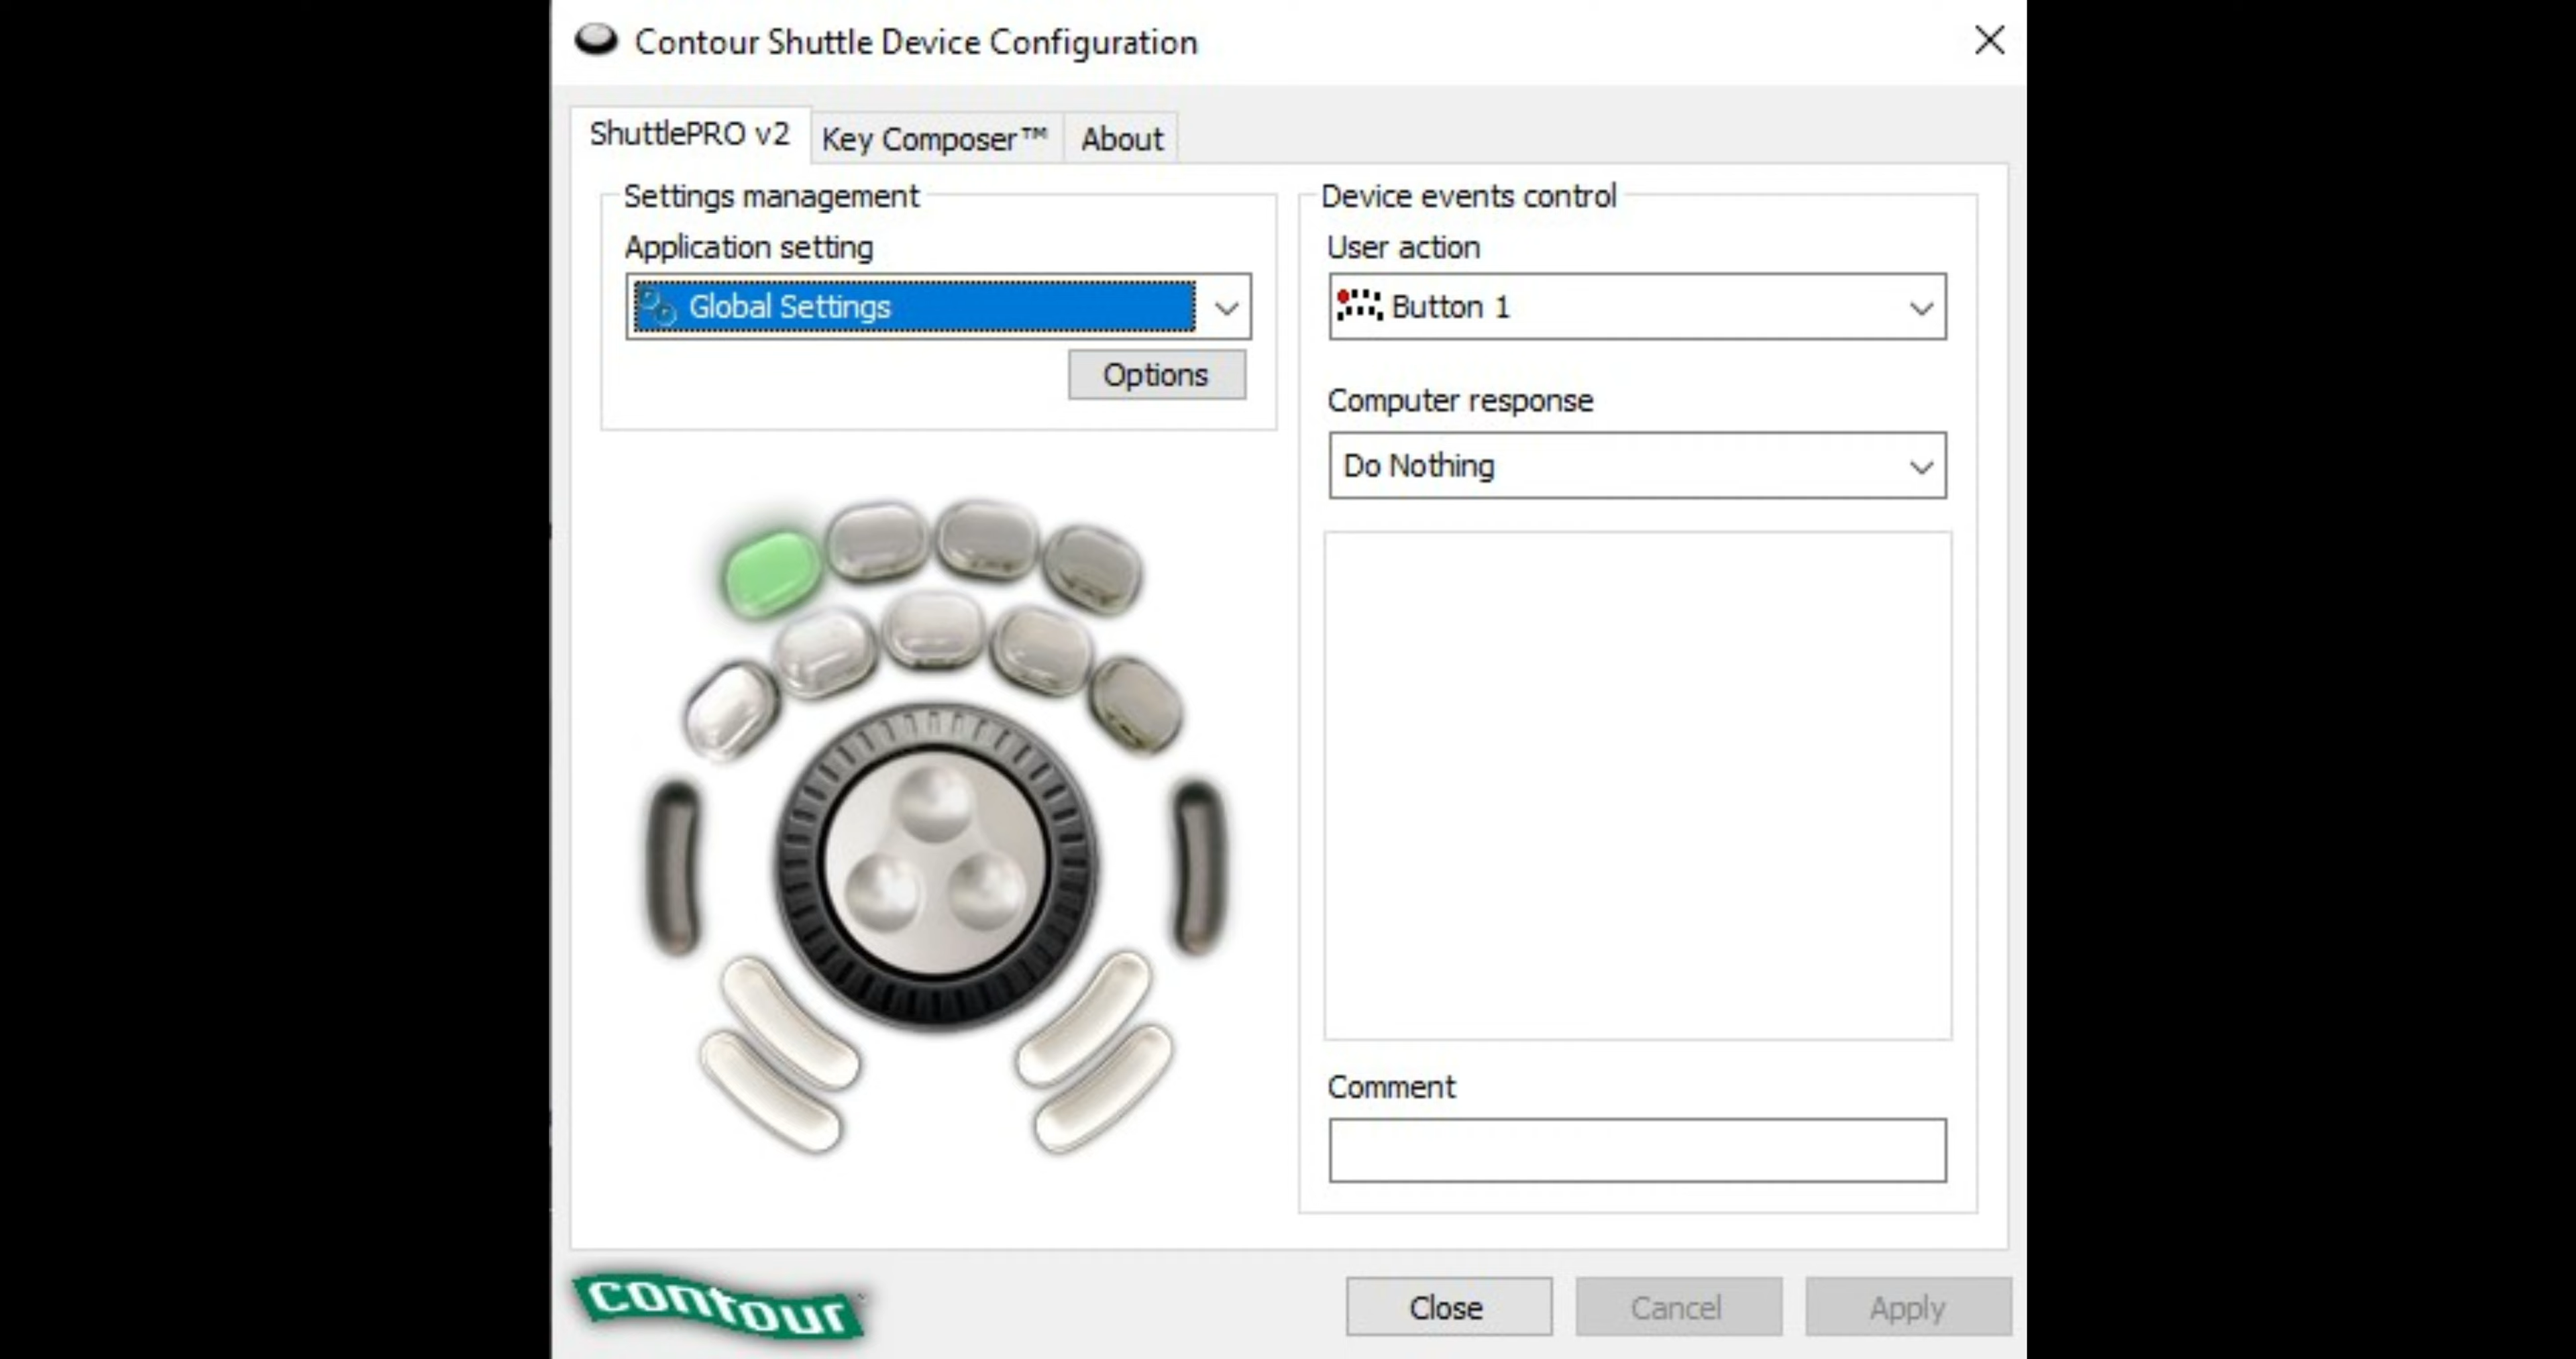 Contour Shuttle Device Configuration
ShuttlePRO v2
Key Composer™
About
Settings management
Application setting
Global Settings
Options
Device events control
User action
Button 1
Computer response
Do Nothing
Comment
contour
Close
Cancel
Apply